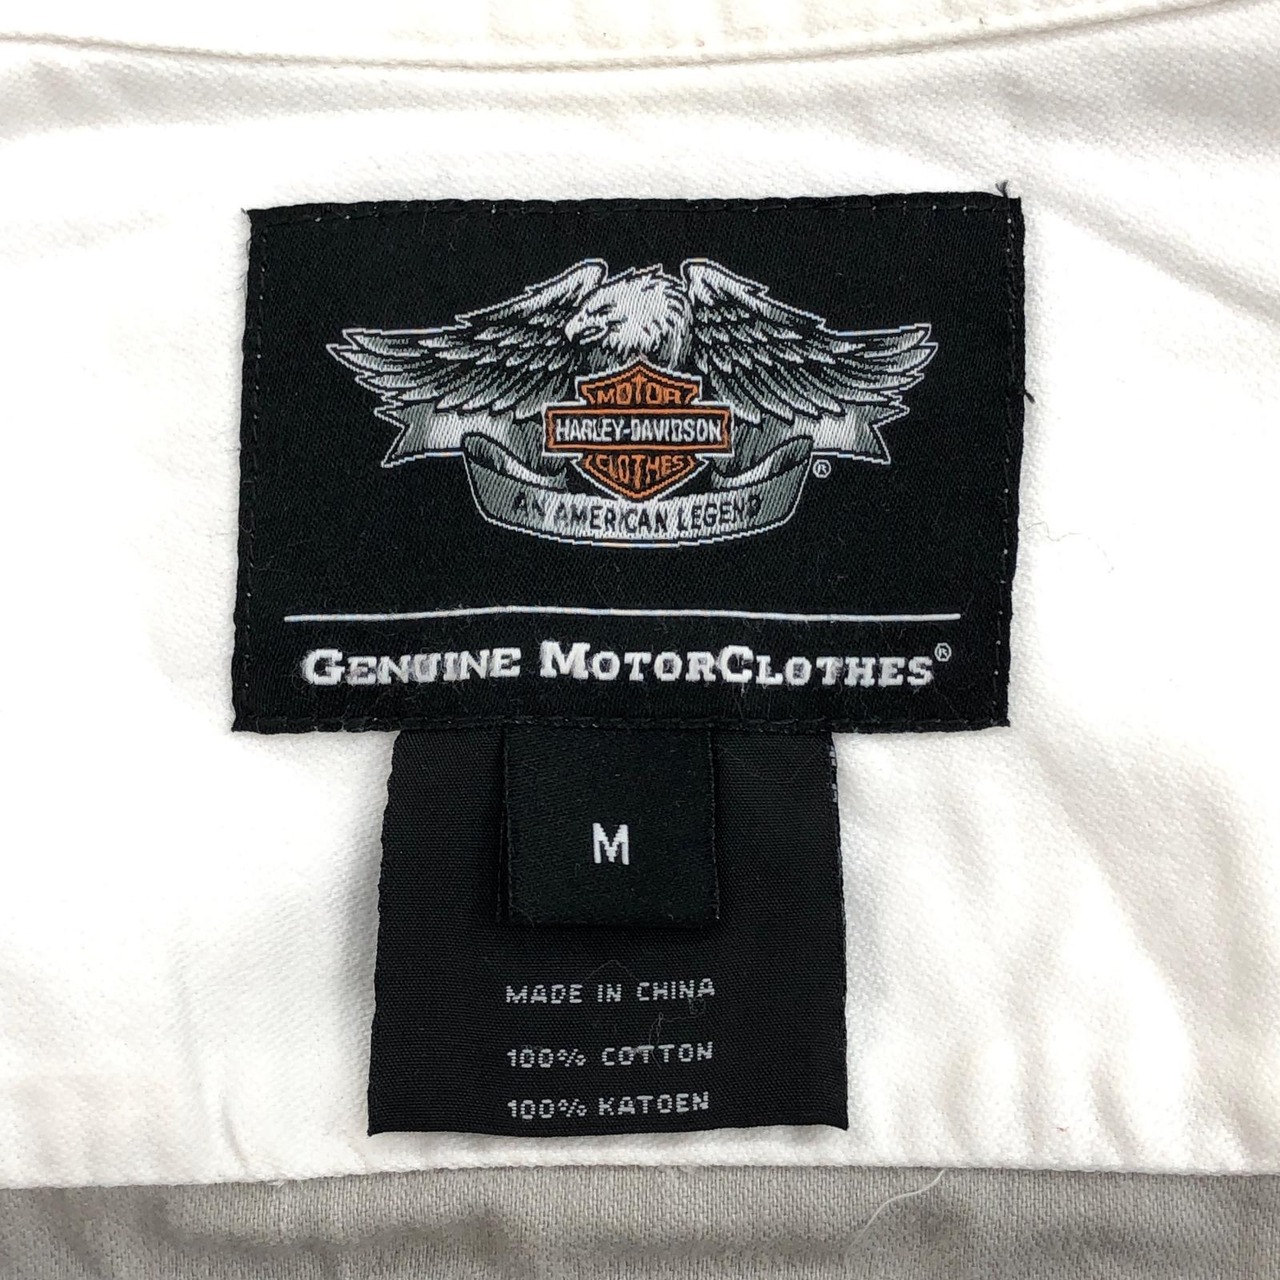 MOTOR
HARLEY-DAVIDSON
CLOTHES
®
AN AMERICAN LEGEND
GENUINE MOTORCLOTHES®
M
MADE IN CHINA
100% COTTON
100% KATOEN